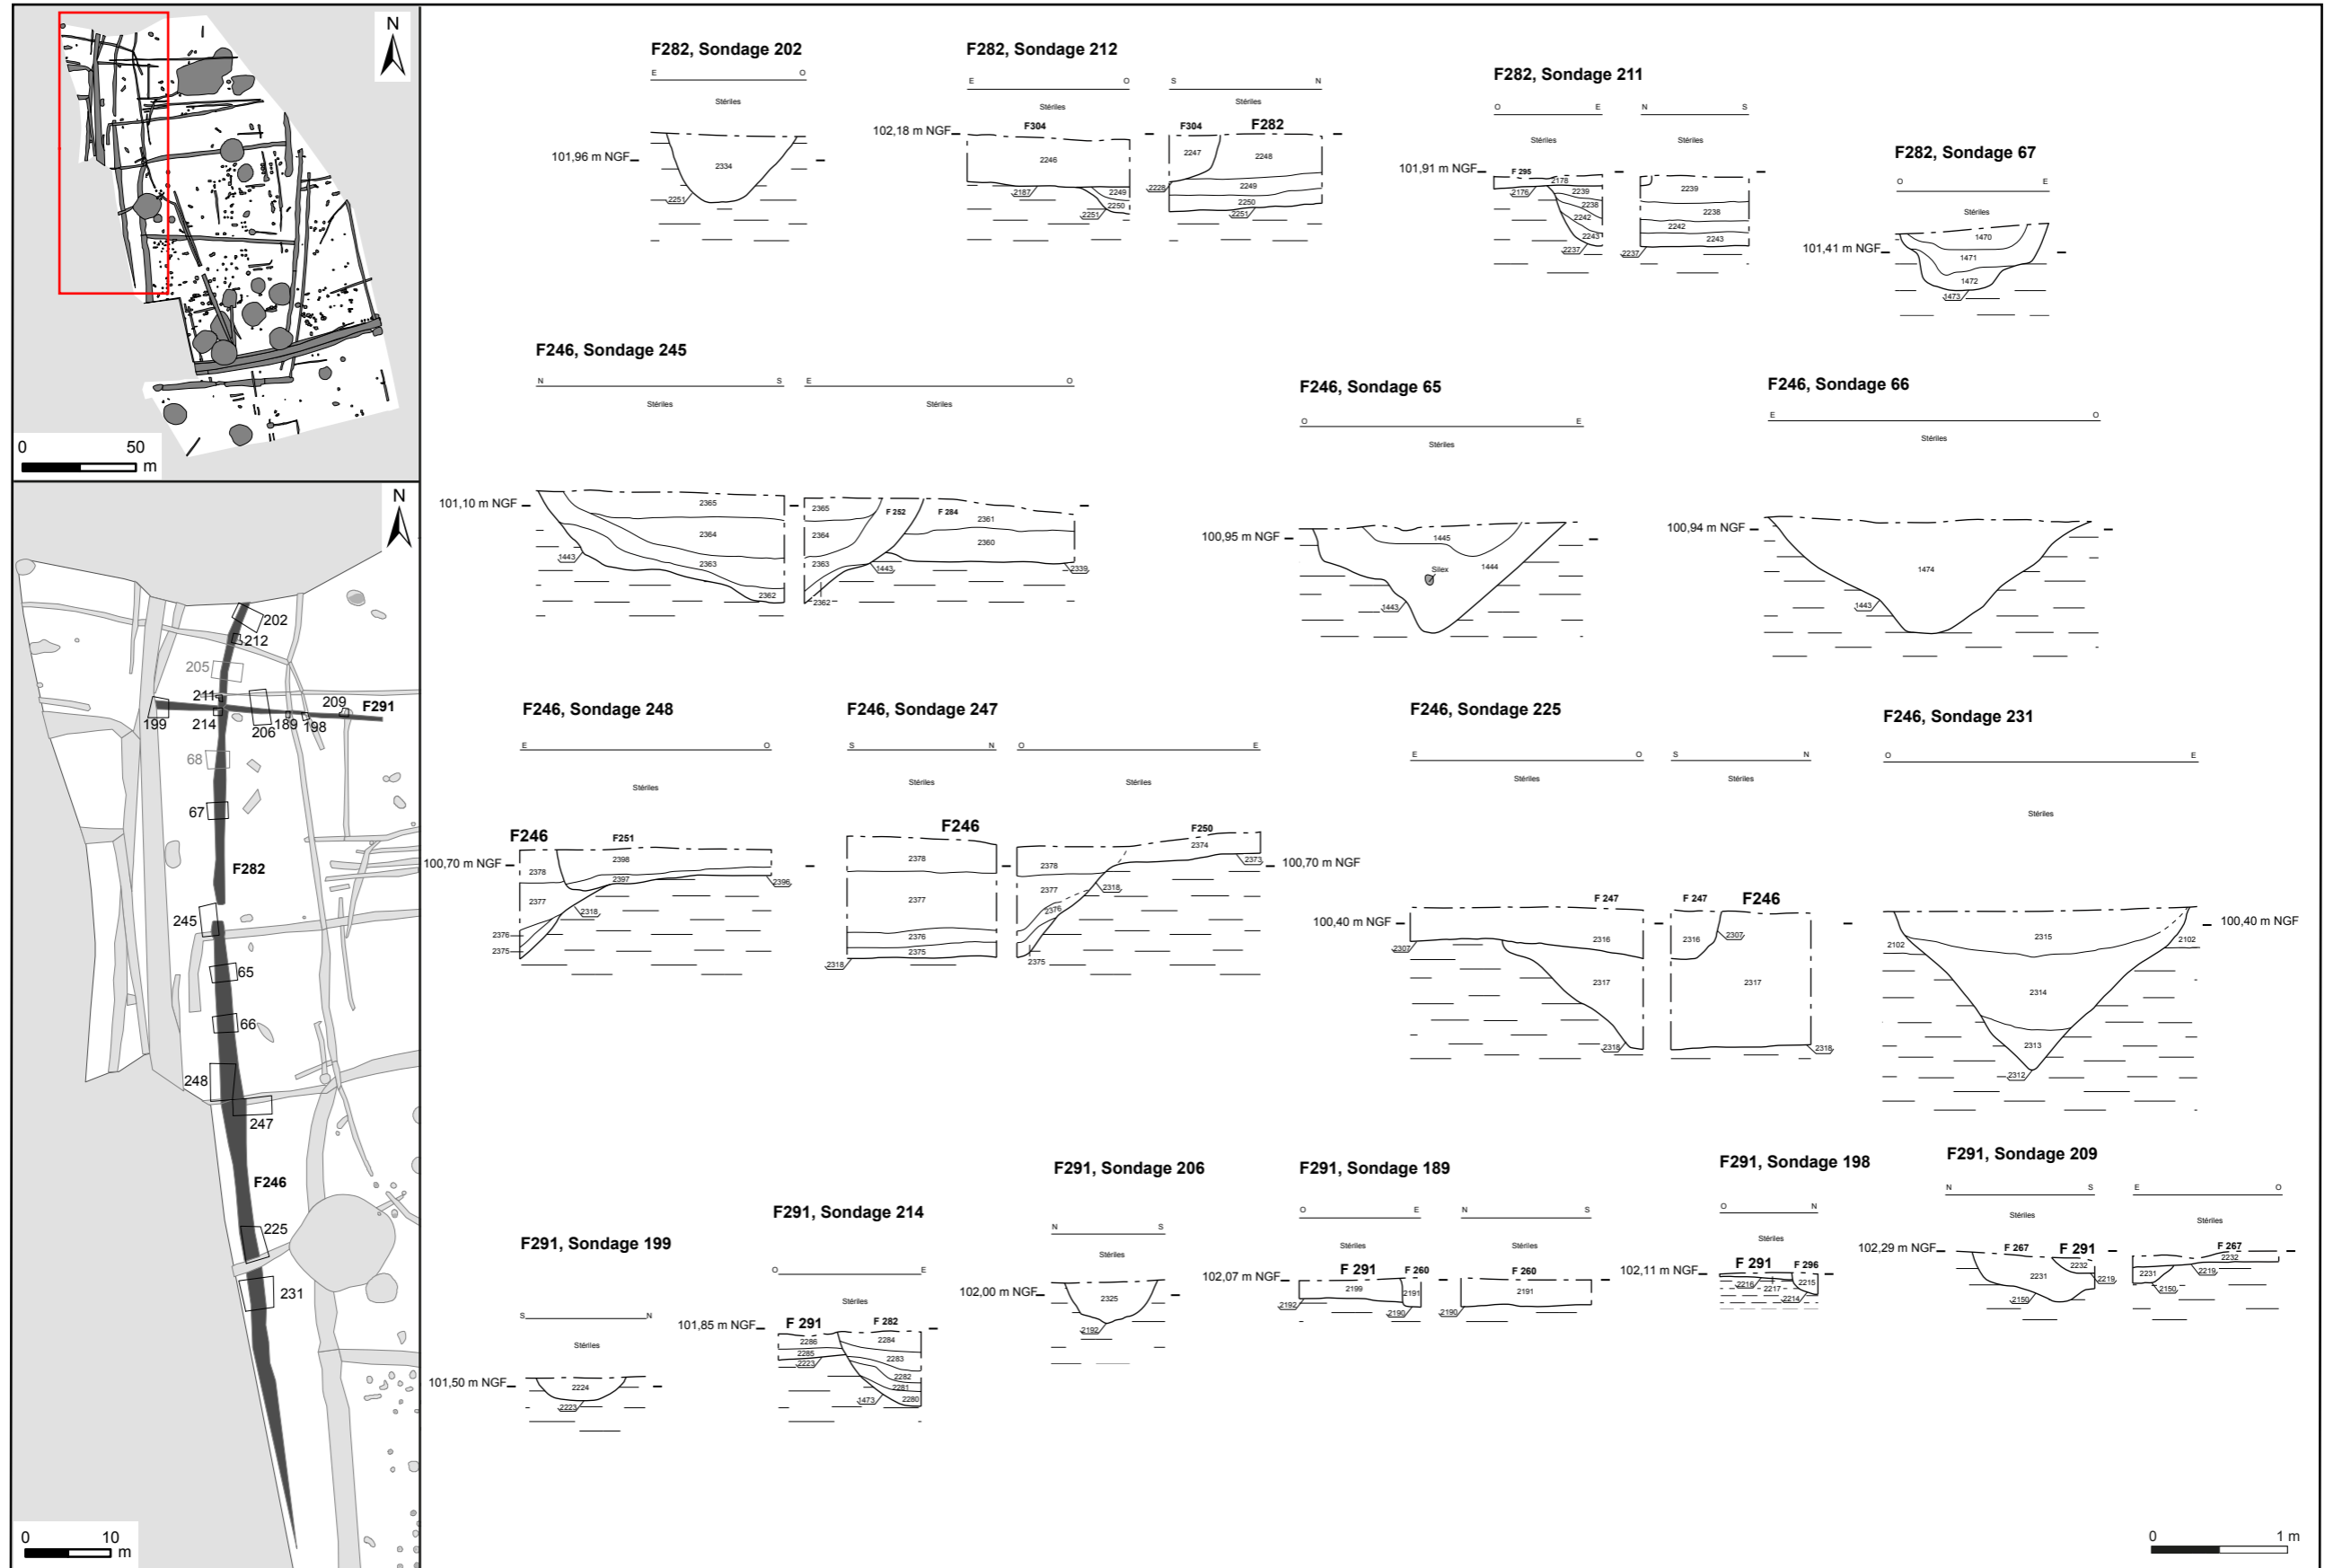 N
0 50
m
N
202
212
205
211
199
214
206
189
198
209
F291
68
67
F282
245
65
66
248
247
F246
225
231
0 10
m
F282, Sondage 202
E O
Stériles
101,96 m NGF
2334
2251
F282, Sondage 212
E O S N
Stériles Stériles
102,18 m NGF
F304 F304 F282
2246 2247 2248
2187 2249 2228 2249
2250 2250
2251 2251
F282, Sondage 211
O E N S
Stériles Stériles
101,91 m NGF
F 295
2178
2176 2239 2239
2238 2238
2242 2242
2243 2243
2237 2237
F282, Sondage 67
O E
Stériles
101,41 m NGF
1470
1471
1472
1473
F246, Sondage 245
N S E O
Stériles Stériles
101,10 m NGF
2365 2365 F 252 F 284 2361
2364 2364 2360
1443 2363 2363 1443 2339
2362 2362
F246, Sondage 65
O E
Stériles
100,95 m NGF
1445
Silex 1444
1443
F246, Sondage 66
E O
Stériles
100,94 m NGF
1474
1443
F246, Sondage 248
E O
Stériles
F246 F251
100,70 m NGF
2378 2398
2397 2396
2377
2318
2376
2375
F246, Sondage 247
S N O E
Stériles Stériles
F246 F250
2378 2378 2374
2373 100,70 m NGF
2377 2377 2318
2376 2376
2375 2375
2318
F246, Sondage 225
E O S N
Stériles Stériles
F 247 F 247 F246
100,40 m NGF
2307 2316 2316 2307
2317 2317
2318 2318
F246, Sondage 231
O E
Stériles
100,40 m NGF
2102 2315 2102
2314
2313
2312
F291, Sondage 199
S N
Stériles
101,50 m NGF
2224
2223
F291, Sondage 214
O E
Stériles
F 291 F 282
101,85 m NGF
2286 2284
2285 2283
2223
2282
2281
1473 2280
F291, Sondage 206
N S
Stériles
102,00 m NGF
2325
2192
F291, Sondage 189
O E N S
Stériles Stériles
F 291 F 260 F 260
102,07 m NGF
2199 2191 2191
2192 2190 2190
F291, Sondage 198
O N
Stériles
F 291 F 296
102,11 m NGF
2216 2217 2215
2214
F291, Sondage 209
N S E O
Stériles Stériles
102,29 m NGF
F 267 F 291 F 267
2232 2232
2231 2219 2231 2219
2150 2150
0 1 m